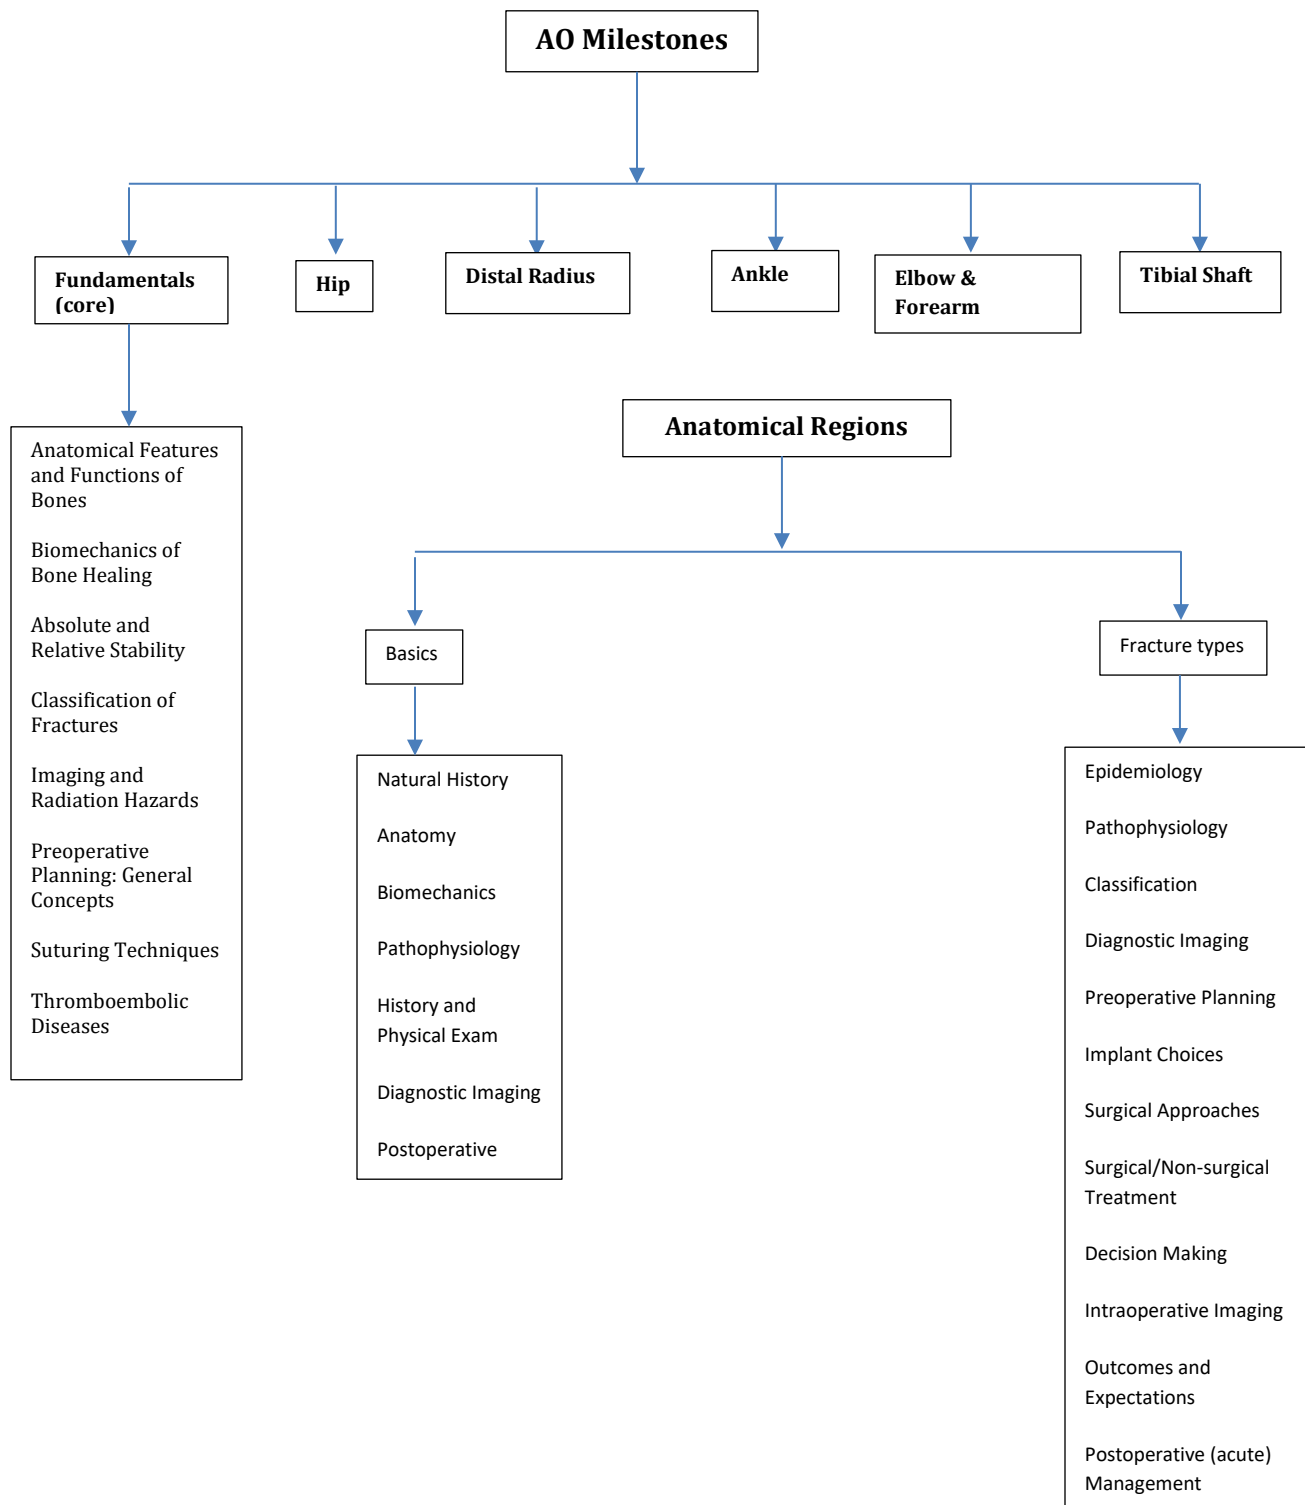 AO Milestones
Fundamentals
(core)
Hip
Distal Radius
Ankle
Elbow &
Forearm
Tibial Shaft
Anatomical Features
and Functions of
Bones
Biomechanics of
Bone Healing
Absolute and
Relative Stability
Classification of
Fractures
Imaging and
Radiation Hazards
Preoperative
Planning: General
Concepts
Suturing Techniques
Thromboembolic
Diseases
Anatomical Regions
Basics
Natural History
Anatomy
Biomechanics
Pathophysiology
History and
Physical Exam
Diagnostic Imaging
Postoperative
Fracture types
Epidemiology
Pathophysiology
Classification
Diagnostic Imaging
Preoperative Planning
Implant Choices
Surgical Approaches
Surgical/Non-surgical
Treatment
Decision Making
Intraoperative Imaging
Outcomes and
Expectations
Postoperative (acute)
Management